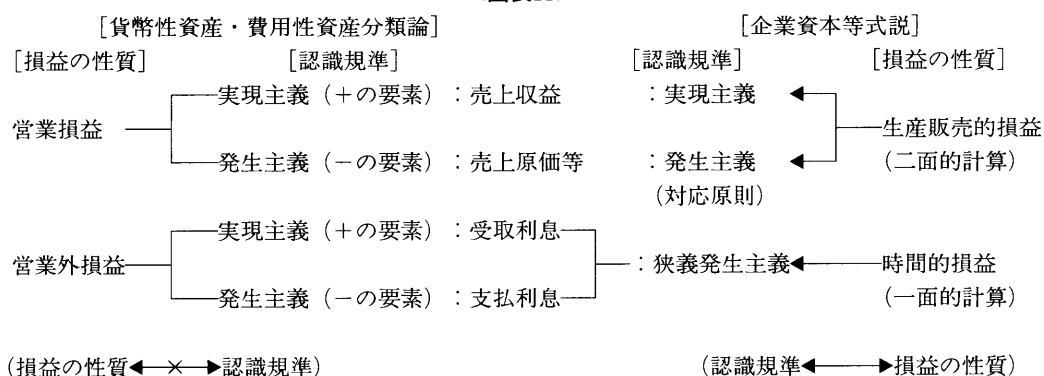 [貨幣性資産・費用性資産分類論] [企業資本等式説]
[損益の性質] [認識規準] [認識規準] [損益の性質]
実現主義（＋の要素）：売上収益 ：実現主義
営業損益 生産販売的損益
発生主義（－の要素）：売上原価等 ：発生主義 （二面的計算）
（対応原則）
実現主義（＋の要素）：受取利息
営業外損益 ：狭義発生主義 時間的損益
発生主義（－の要素）：支払利息 （一面的計算）
（損益の性質 × 認識規準） （認識規準 損益の性質）